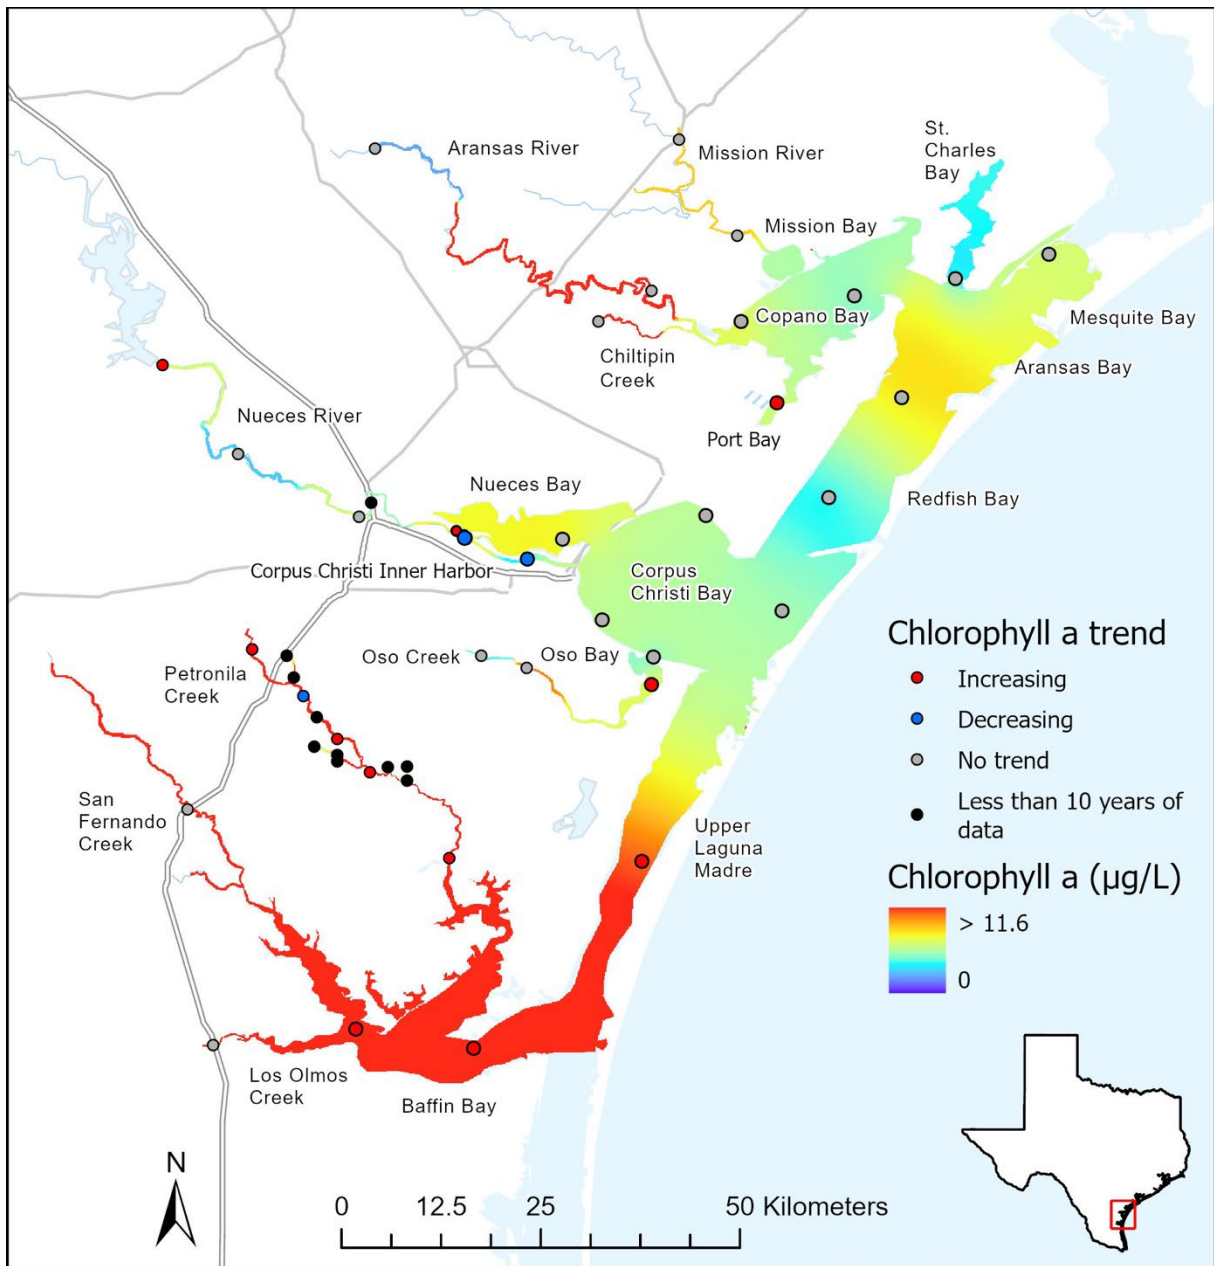 St.
Charles
Bay
Aransas River
Mission River
Mission Bay
Copano Bay
Mesquite Bay
Chiltipin
Creek
Aransas Bay
Nueces River
Port Bay
Nueces Bay
Redfish Bay
Corpus Christi Inner Harbor
Corpus
Christi Bay
Oso Creek
Oso Bay
Petronila
Creek
San
Fernando
Creek
Upper
Laguna
Madre
Los Olmos
Creek
Baffin Bay
Chlorophyll a trend
Increasing
Decreasing
No trend
Less than 10 years of
data
Chlorophyll a (µg/L)
> 11.6
0
N
0 12.5 25 50 Kilometers